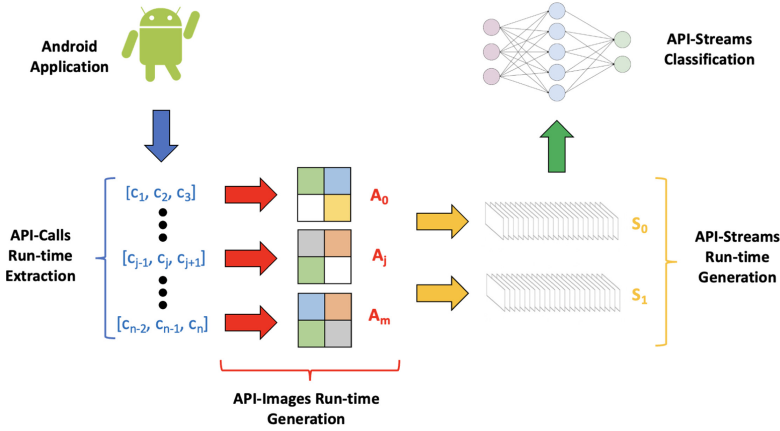 Android
Application
API-Streams
Classification
API-Calls
Run-time
Extraction
[c1, c2, c3]
[cj-1, cj, cj+1]
[cn-2, cn-1, cn]
A0
Aj
Am
API-Images Run-time
Generation
S0
S1
API-Streams
Run-time
Generation